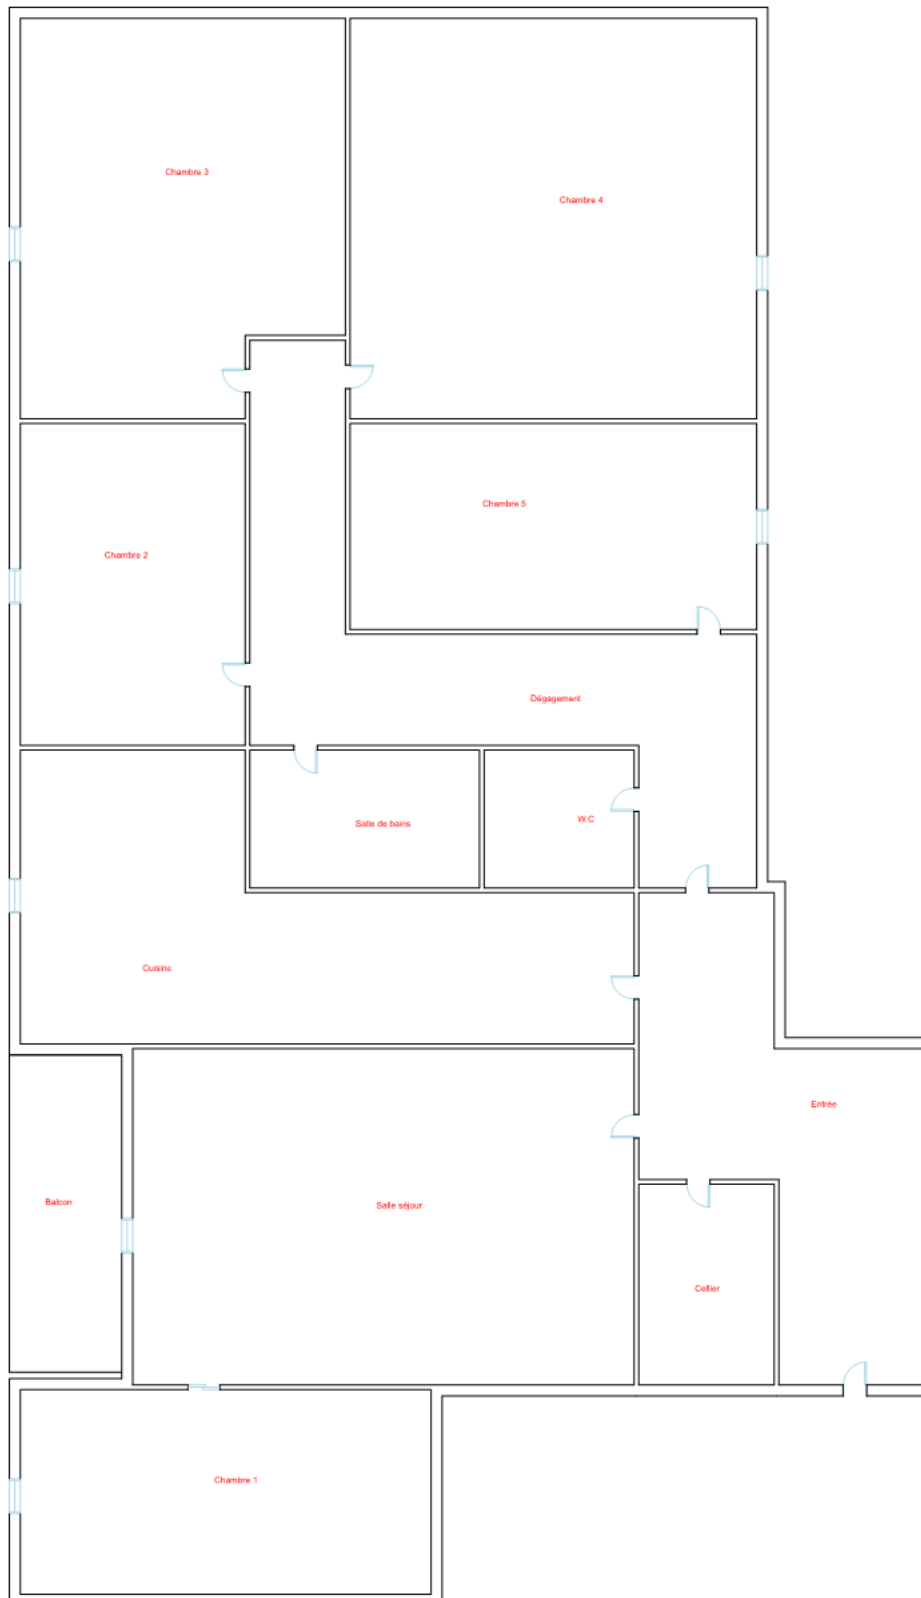 Chambre 3
Chambre 4
Chambre 5
Chambre 2
Dégagement
Salle de bains
W C
Cuisine
Entrée
Balcon
Salle séjour
Cellier
Chambre 1